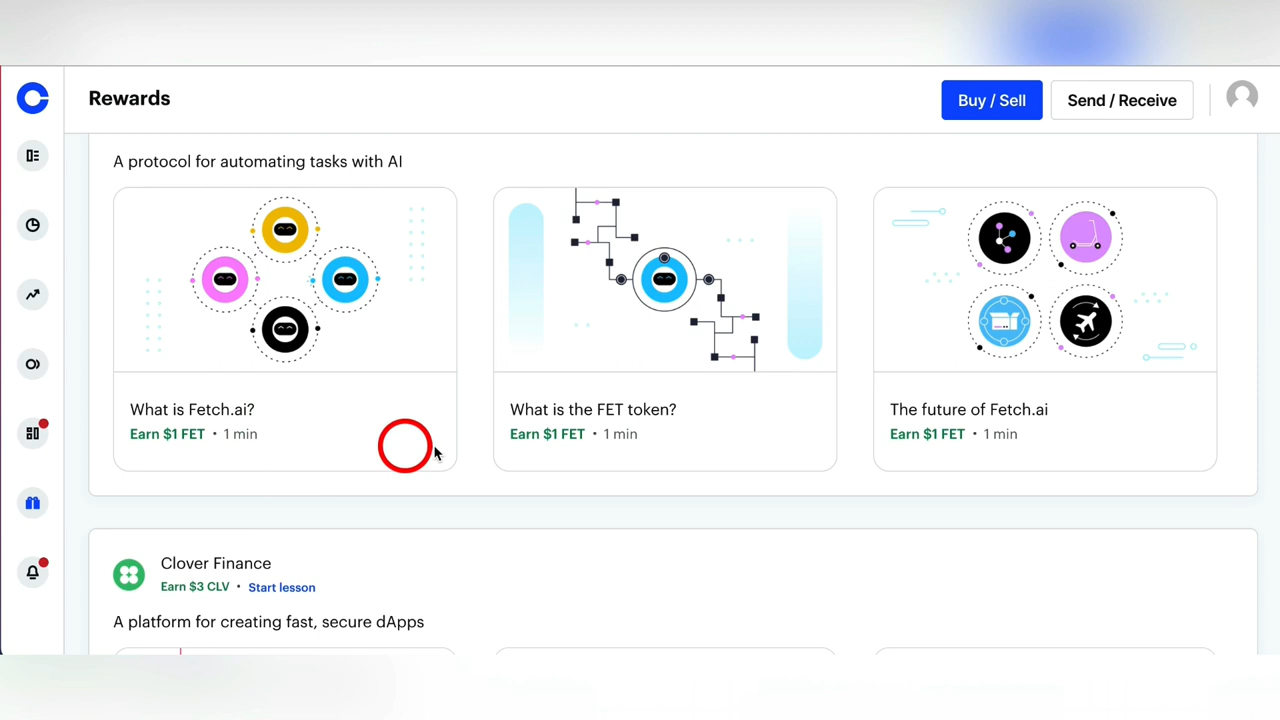 Rewards
Buy / Sell
Send / Receive
A protocol for automating tasks with AI
What is Fetch.ai?
Earn $1 FET • 1 min
What is the FET token?
Earn $1 FET • 1 min
The future of Fetch.ai
Earn $1 FET • 1 min
Clover Finance
Earn $3 CLV • Start lesson
A platform for creating fast, secure dApps